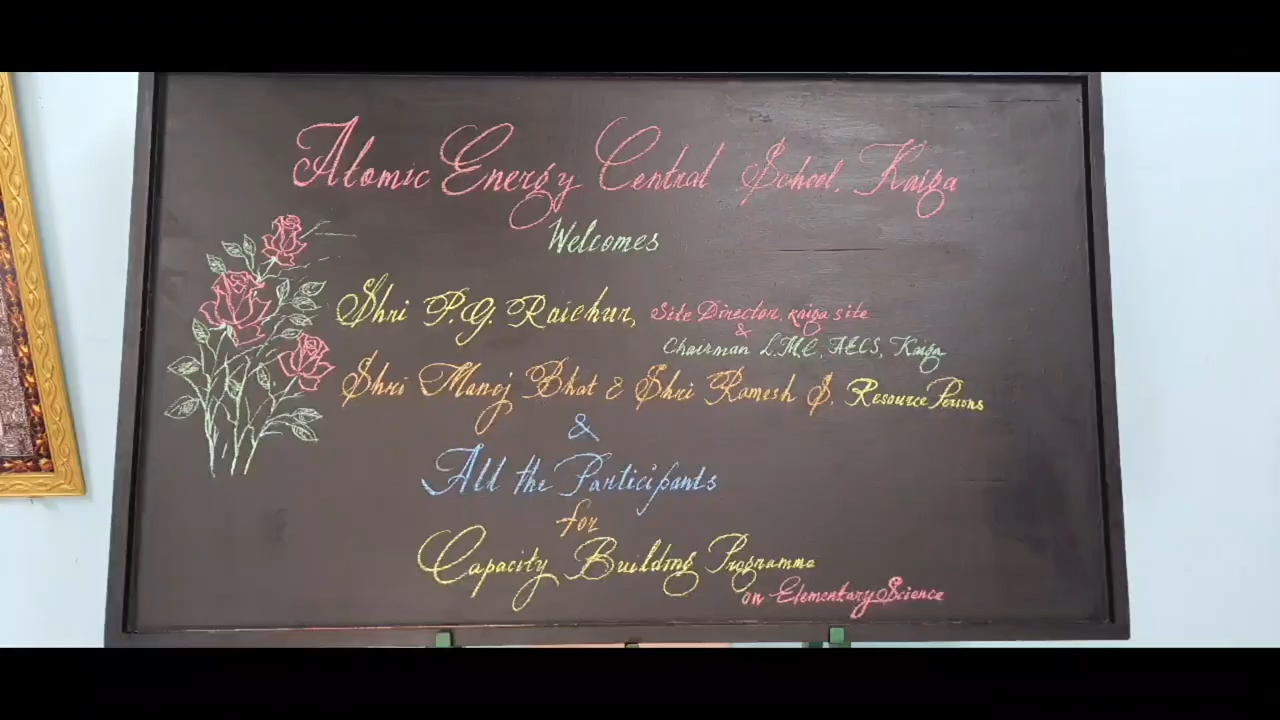 Atomic Energy Central School, Kaiga
Welcomes
Shri P.G. Raichur, Site Director, Kaiga site
&
Chairman LMC, AECS, Kaiga
Shri Manoj Bhat & Shri Ramesh S. Resource Persons
&
All the Participants
for
Capacity Building Programme
on Elementary Science